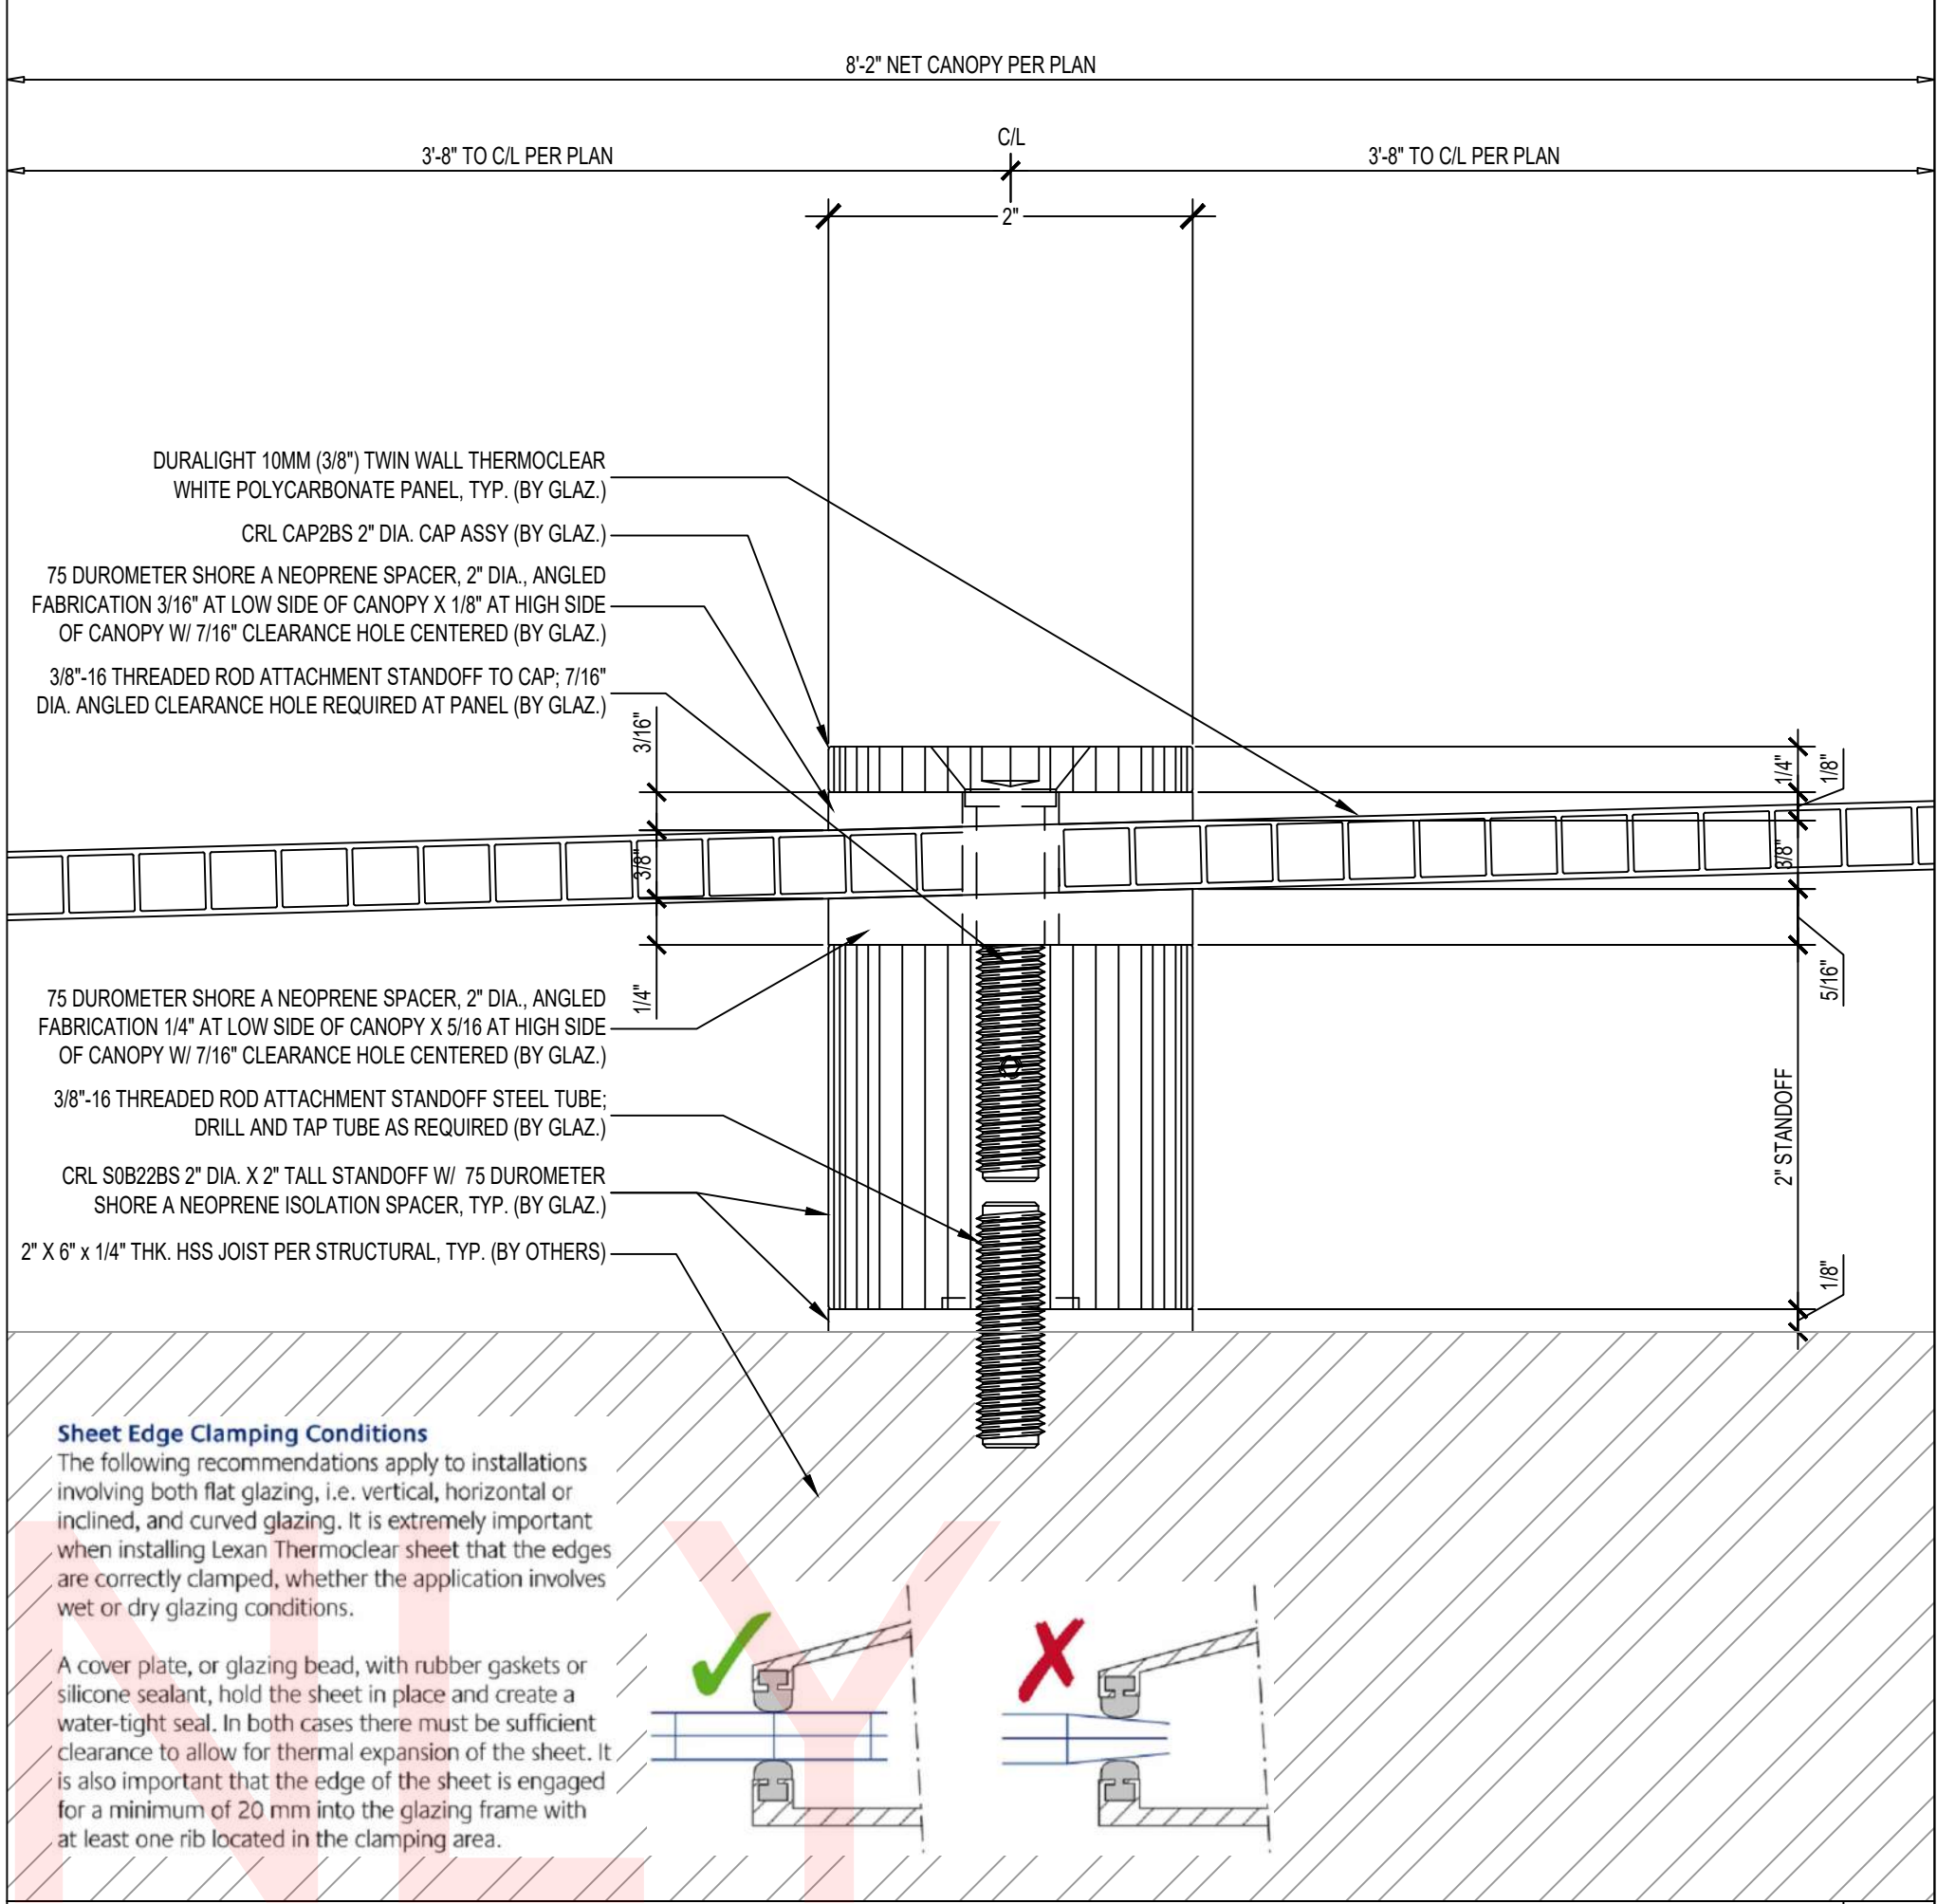 8'-2" NET CANOPY PER PLAN
C/L
3'-8" TO C/L PER PLAN
3'-8" TO C/L PER PLAN
2"
DURALIGHT 10MM (3/8") TWIN WALL THERMOCLEAR
WHITE POLYCARBONATE PANEL, TYP. (BY GLAZ.)
CRL CAP2BS 2" DIA. CAP ASSY (BY GLAZ.)
75 DUROMETER SHORE A NEOPRENE SPACER, 2" DIA., ANGLED
FABRICATION 3/16" AT LOW SIDE OF CANOPY X 1/8" AT HIGH SIDE
OF CANOPY W/ 7/16" CLEARANCE HOLE CENTERED (BY GLAZ.)
3/8"-16 THREADED ROD ATTACHMENT STANDOFF TO CAP; 7/16"
DIA. ANGLED CLEARANCE HOLE REQUIRED AT PANEL (BY GLAZ.)
3/16"
3/8"
1/4"
1/4"
1/8"
3/8"
5/16"
2" STANDOFF
1/8"
75 DUROMETER SHORE A NEOPRENE SPACER, 2" DIA., ANGLED
FABRICATION 1/4" AT LOW SIDE OF CANOPY X 5/16 AT HIGH SIDE
OF CANOPY W/ 7/16" CLEARANCE HOLE CENTERED (BY GLAZ.)
3/8"-16 THREADED ROD ATTACHMENT STANDOFF STEEL TUBE;
DRILL AND TAP TUBE AS REQUIRED (BY GLAZ.)
CRL S0B22BS 2" DIA. X 2" TALL STANDOFF W/ 75 DUROMETER
SHORE A NEOPRENE ISOLATION SPACER, TYP. (BY GLAZ.)
2" X 6" x 1/4" THK. HSS JOIST PER STRUCTURAL, TYP. (BY OTHERS)
Sheet Edge Clamping Conditions
The following recommendations apply to installations
involving both flat glazing, i.e. vertical, horizontal or
inclined, and curved glazing. It is extremely important
when installing Lexan Thermoclear sheet that the edges
are correctly clamped, whether the application involves
wet or dry glazing conditions.
A cover plate, or glazing bead, with rubber gaskets or
silicone sealant, hold the sheet in place and create a
water-tight seal. In both cases there must be sufficient
clearance to allow for thermal expansion of the sheet. It
is also important that the edge of the sheet is engaged
for a minimum of 20 mm into the glazing frame with
at least one rib located in the clamping area.
NLY